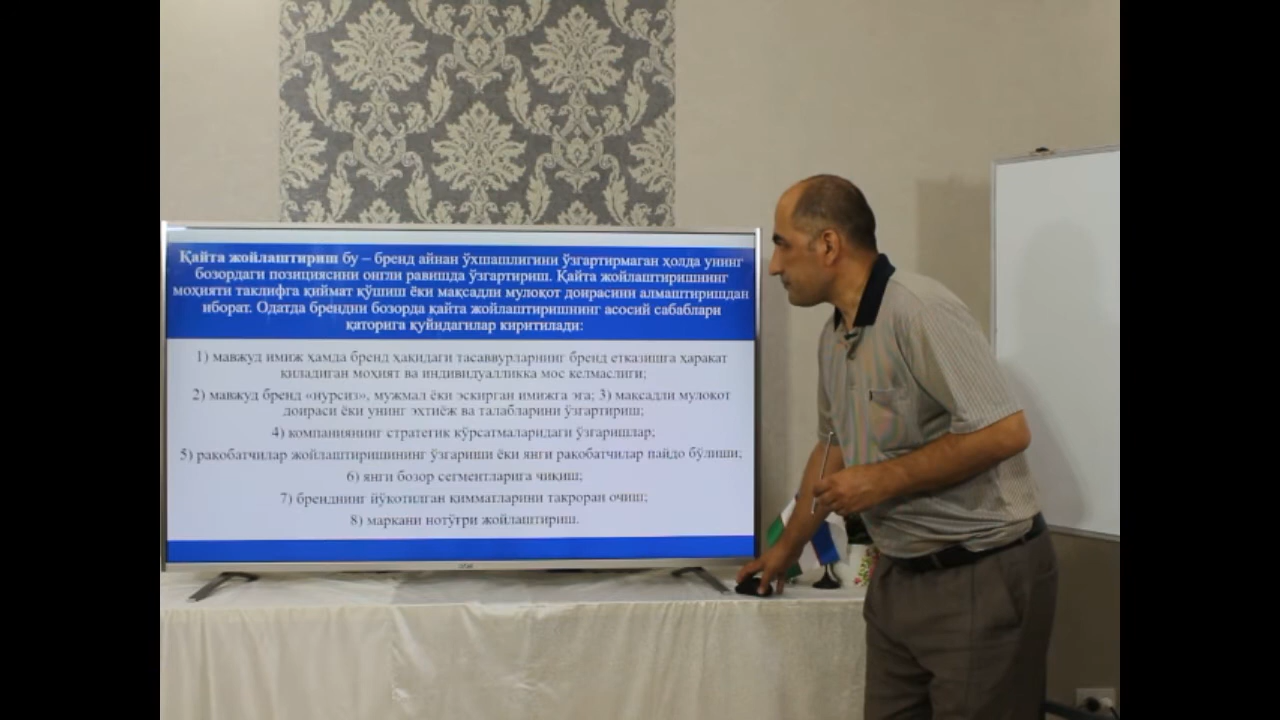 Қайта жойлаштириш бу – бренд айнан ўхшашлигини ўзгартирмаган ҳолда унинг
бозордаги позициясини онгли равишда ўзгартириш. Қайта жойлаштиришнинг
моҳияти таклифга қиймат қўшиш ёки мақсадли мулоқот доирасини алмаштиришдан
иборат. Одатда брендни бозорда қайта жойлаштиришнинг асосий сабаблари
қаторига қуйидагилар киритилади:
1) мавжуд имиж ҳамда бренд ҳақидаги тасаввурларнинг бренд етказишга ҳаракат
қиладиган моҳият ва индивидуалликка мос келмаслиги;
2) мавжуд бренд «нурсиз», мужмал ёки эскирган имижга эга; 3) мақсадли мулоқот
доираси ёки унинг эҳтиёж ва талабларини ўзгартириш;
4) компаниянинг стратегик кўрсатмаларидаги ўзгаришлар;
5) рақобатчилар жойлаштиришининг ўзгариши ёки янги рақобатчилар пайдо бўлиши;
6) янги бозор сегментларига чиқиш;
7) бренднинг йўқотилган қимматларини такроран очиш;
8) маркани нотўғри жойлаштириш.